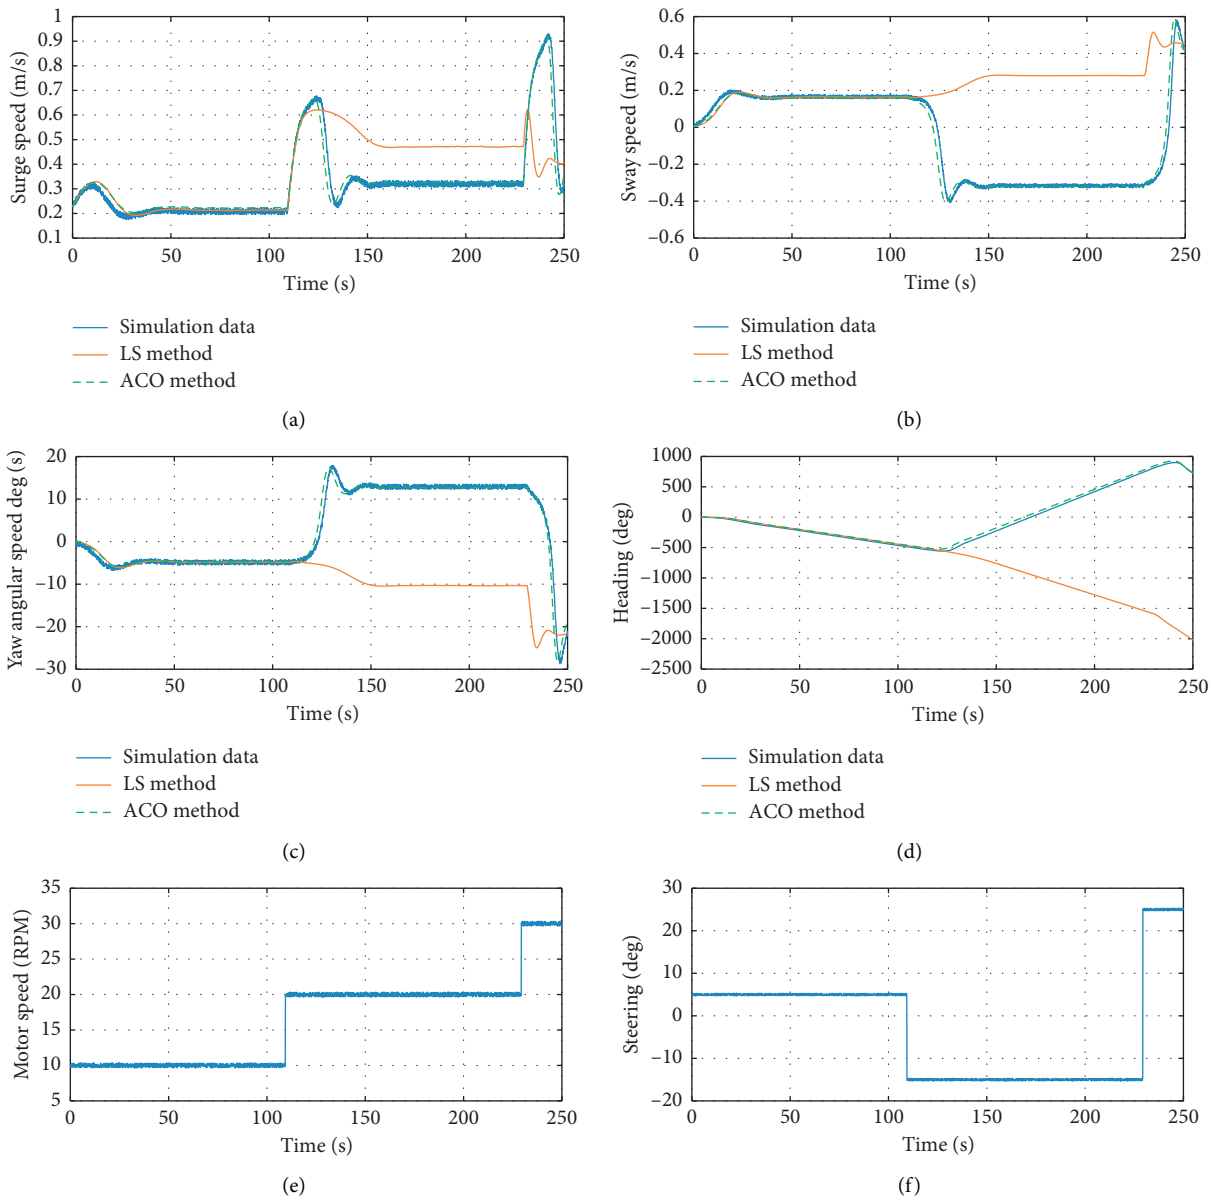 1
0.9
0.8
0.7
0.6
0.5
0.4
0.3
0.2
0.1
Surge speed (m/s)
0 50 100 150 200 250
Time (s)
Simulation data
LS method
ACO method
(a)
0.6
0.4
0.2
0
−0.2
−0.4
−0.6
Sway speed (m/s)
0 50 100 150 200 250
Time (s)
Simulation data
LS method
ACO method
(b)
20
10
0
−10
−20
−30
Yaw angular speed deg (s)
0 50 100 150 200 250
Time (s)
Simulation data
LS method
ACO method
(c)
1000
500
0
−500
−1000
−1500
−2000
−2500
Heading (deg)
0 50 100 150 200 250
Time (s)
Simulation data
LS method
ACO method
(d)
35
30
25
20
15
10
5
Motor speed (RPM)
0 50 100 150 200 250
Time (s)
(e)
30
20
10
0
−10
−20
Steering (deg)
0 50 100 150 200 250
Time (s)
(f)